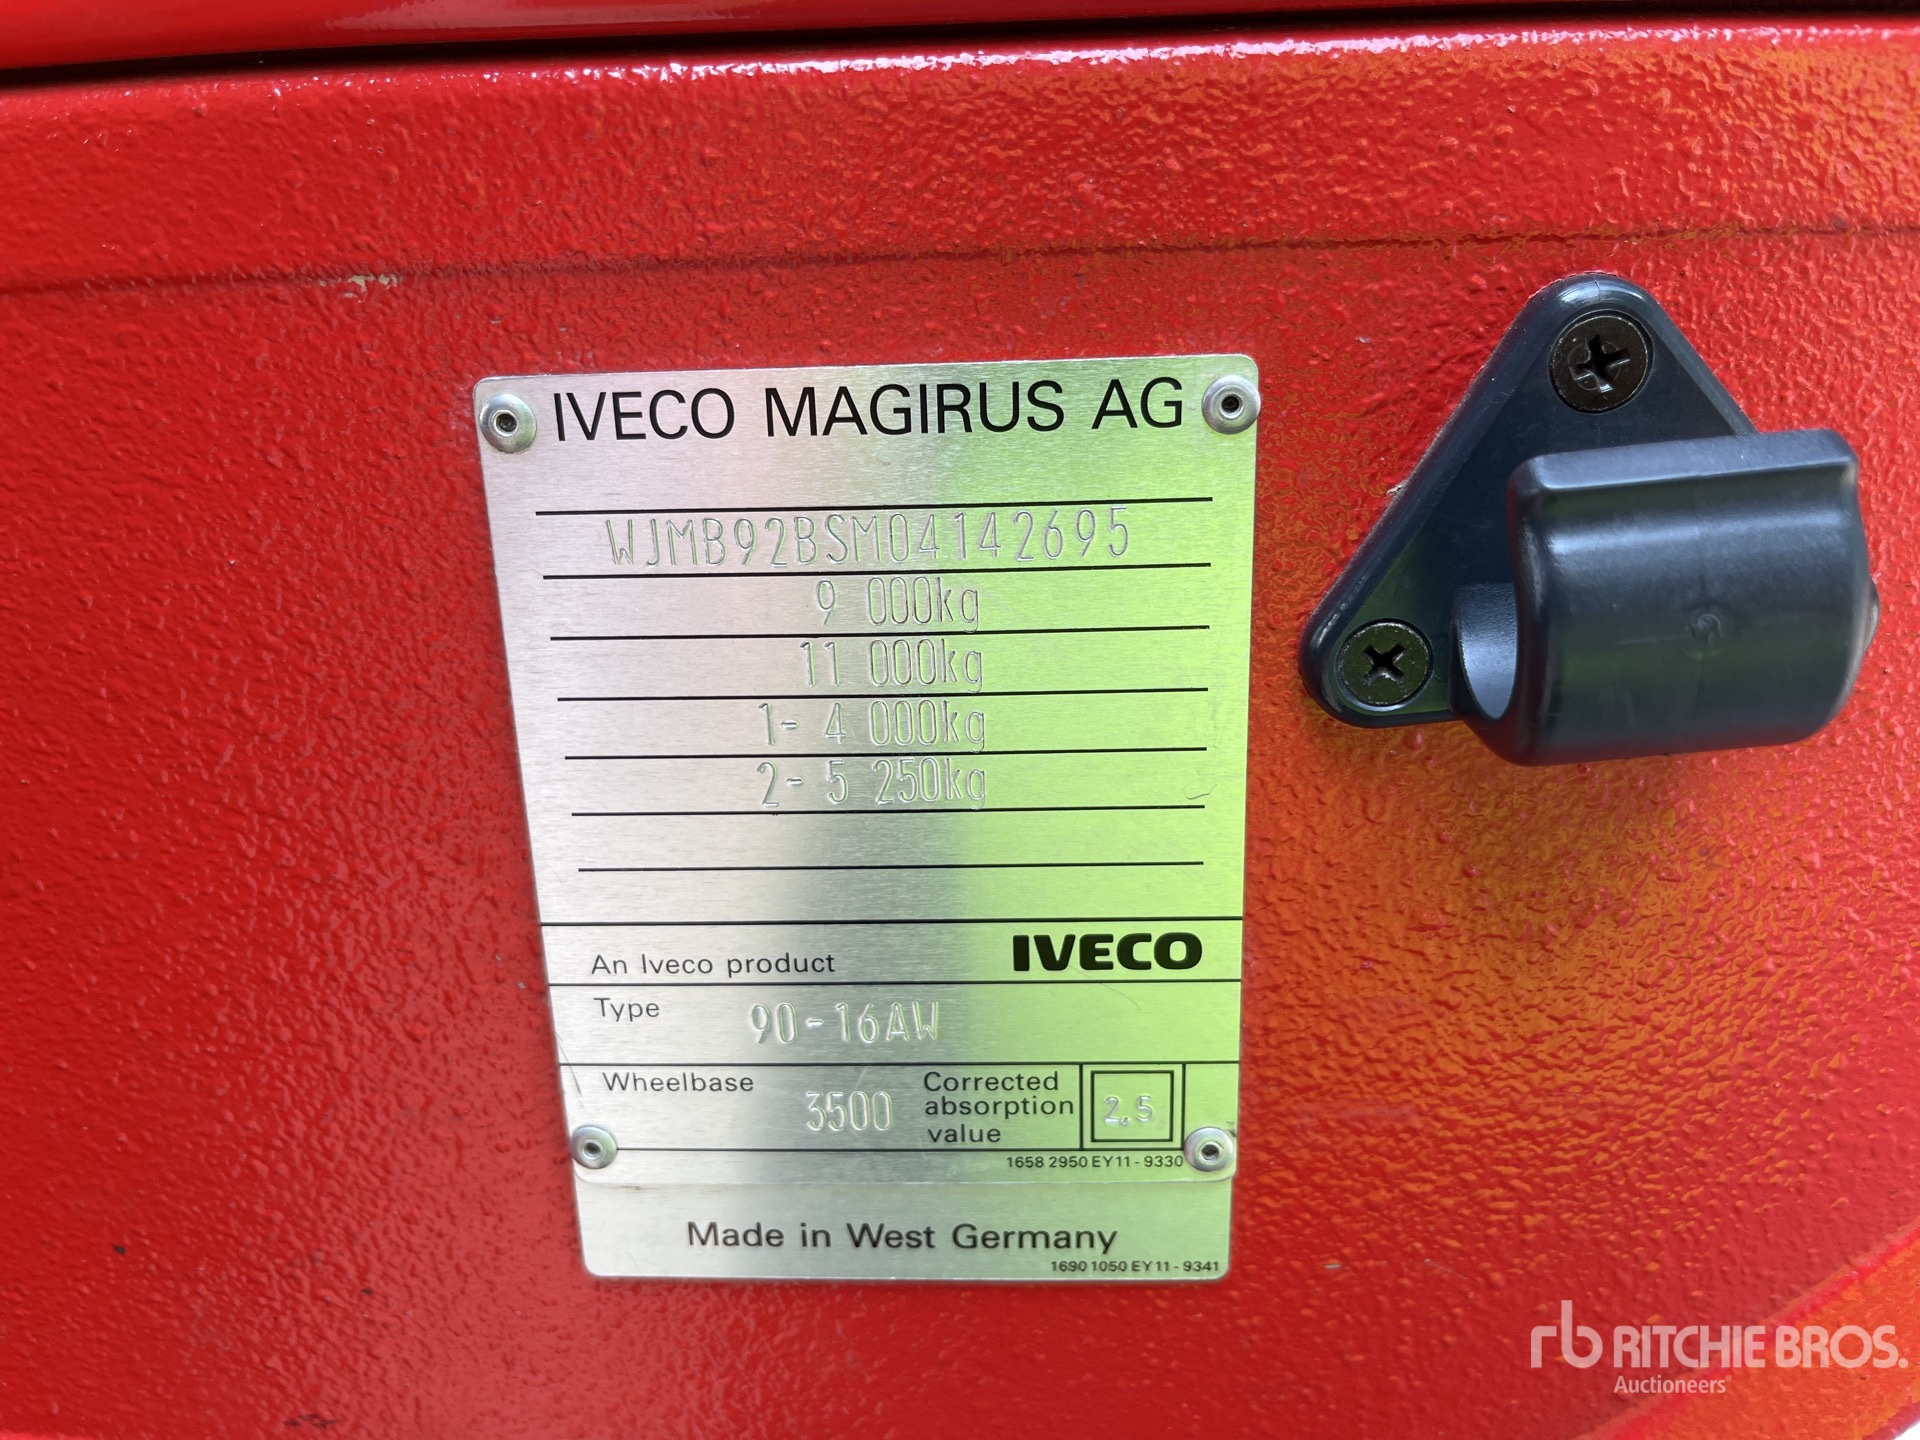 IVECO MAGIRUS AG
WJMB92BSM04142695
9 000kg
11 000kg
1- 4 000kg
2- 5 250kg
An Iveco product IVECO
Type 90-16AW
Wheelbase 3500 Corrected absorption value 2.5
1658 2950 EY11 - 9330
Made in West Germany
1690 1050 EY11 - 9341
rb RITCHIE BROS.
Auctioneers